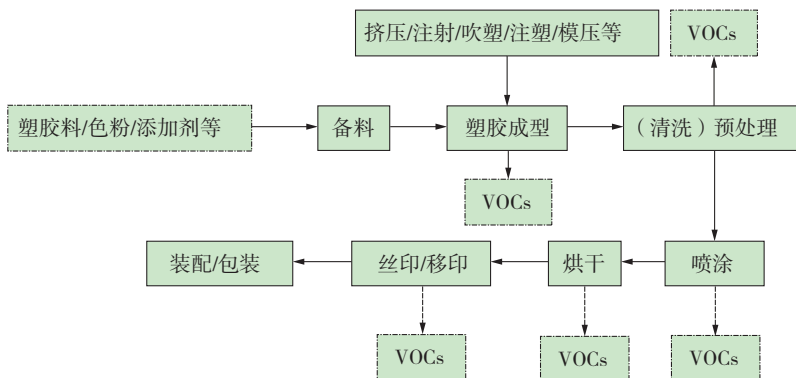 挤压/注射/吹塑/注塑/模压等
VOCs
塑胶料/色粉/添加剂等
备料
塑胶成型
（清洗）预处理
VOCs
装配/包装
丝印/移印
烘干
喷涂
VOCs
VOCs
VOCs